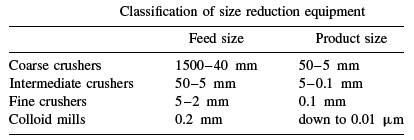 Classification of size reduction equipment
Feed size Product size
Coarse crushers 1500–40 mm 50–5 mm
Intermediate crushers 50–5 mm 5–0.1 mm
Fine crushers 5–2 mm 0.1 mm
Colloid mills 0.2 mm down to 0.01 μm